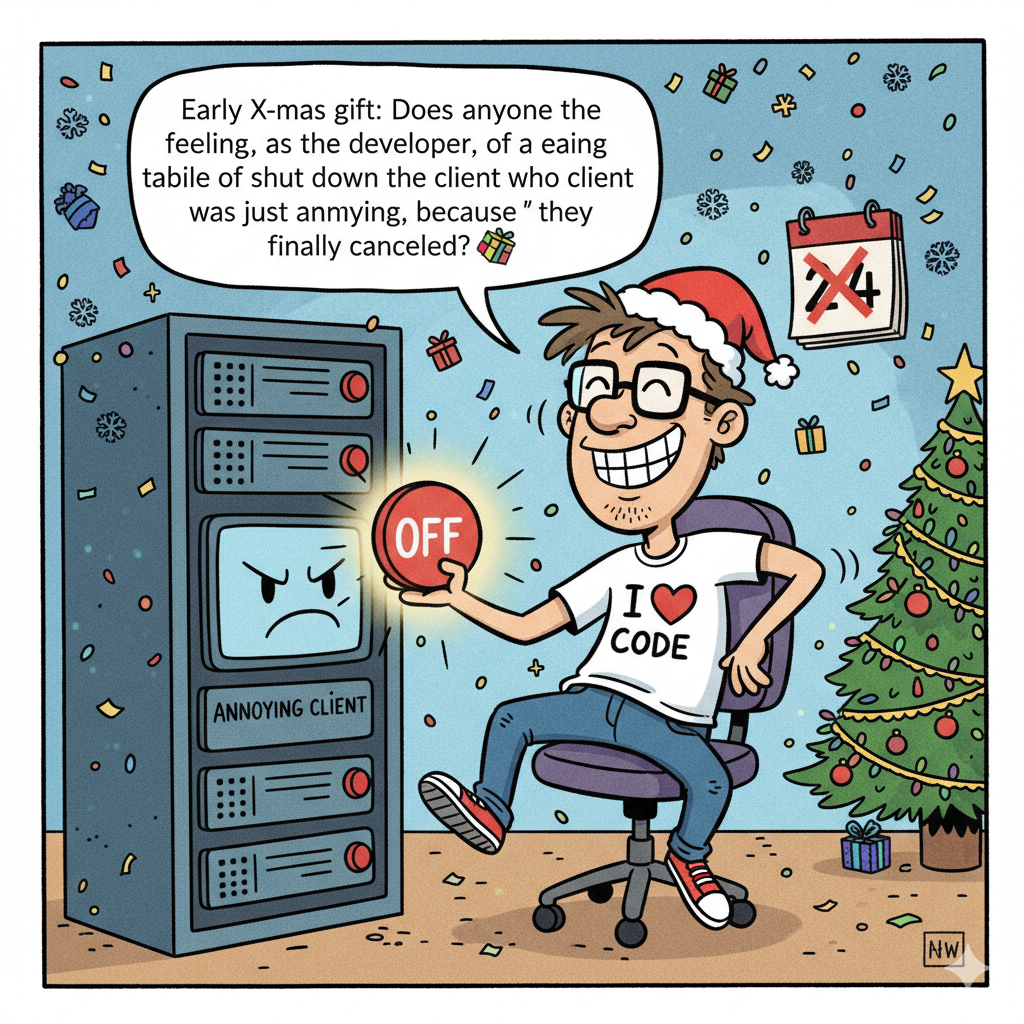 Early X-mas gift: Does anyone the
feeling, as the developer, of a eaing
tabile of shut down the client who client
was just anmying, because " they
finally canceled? 🎁
24
OFF
I ❤ CODE
ANNOYING CLIENT
NW